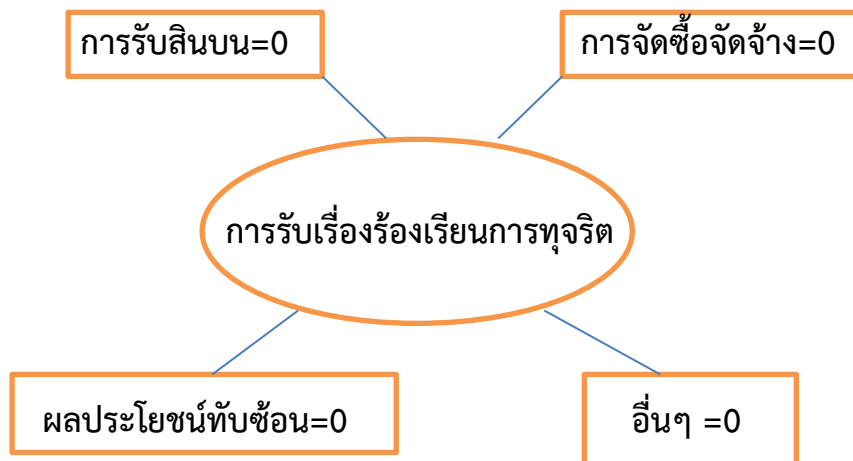 การรับสินบน=0
การจัดซื้อจัดจ้าง=0
การรับเรื่องร้องเรียนการทุจริต
ผลประโยชน์ทับซ้อน=0
อื่นๆ =0